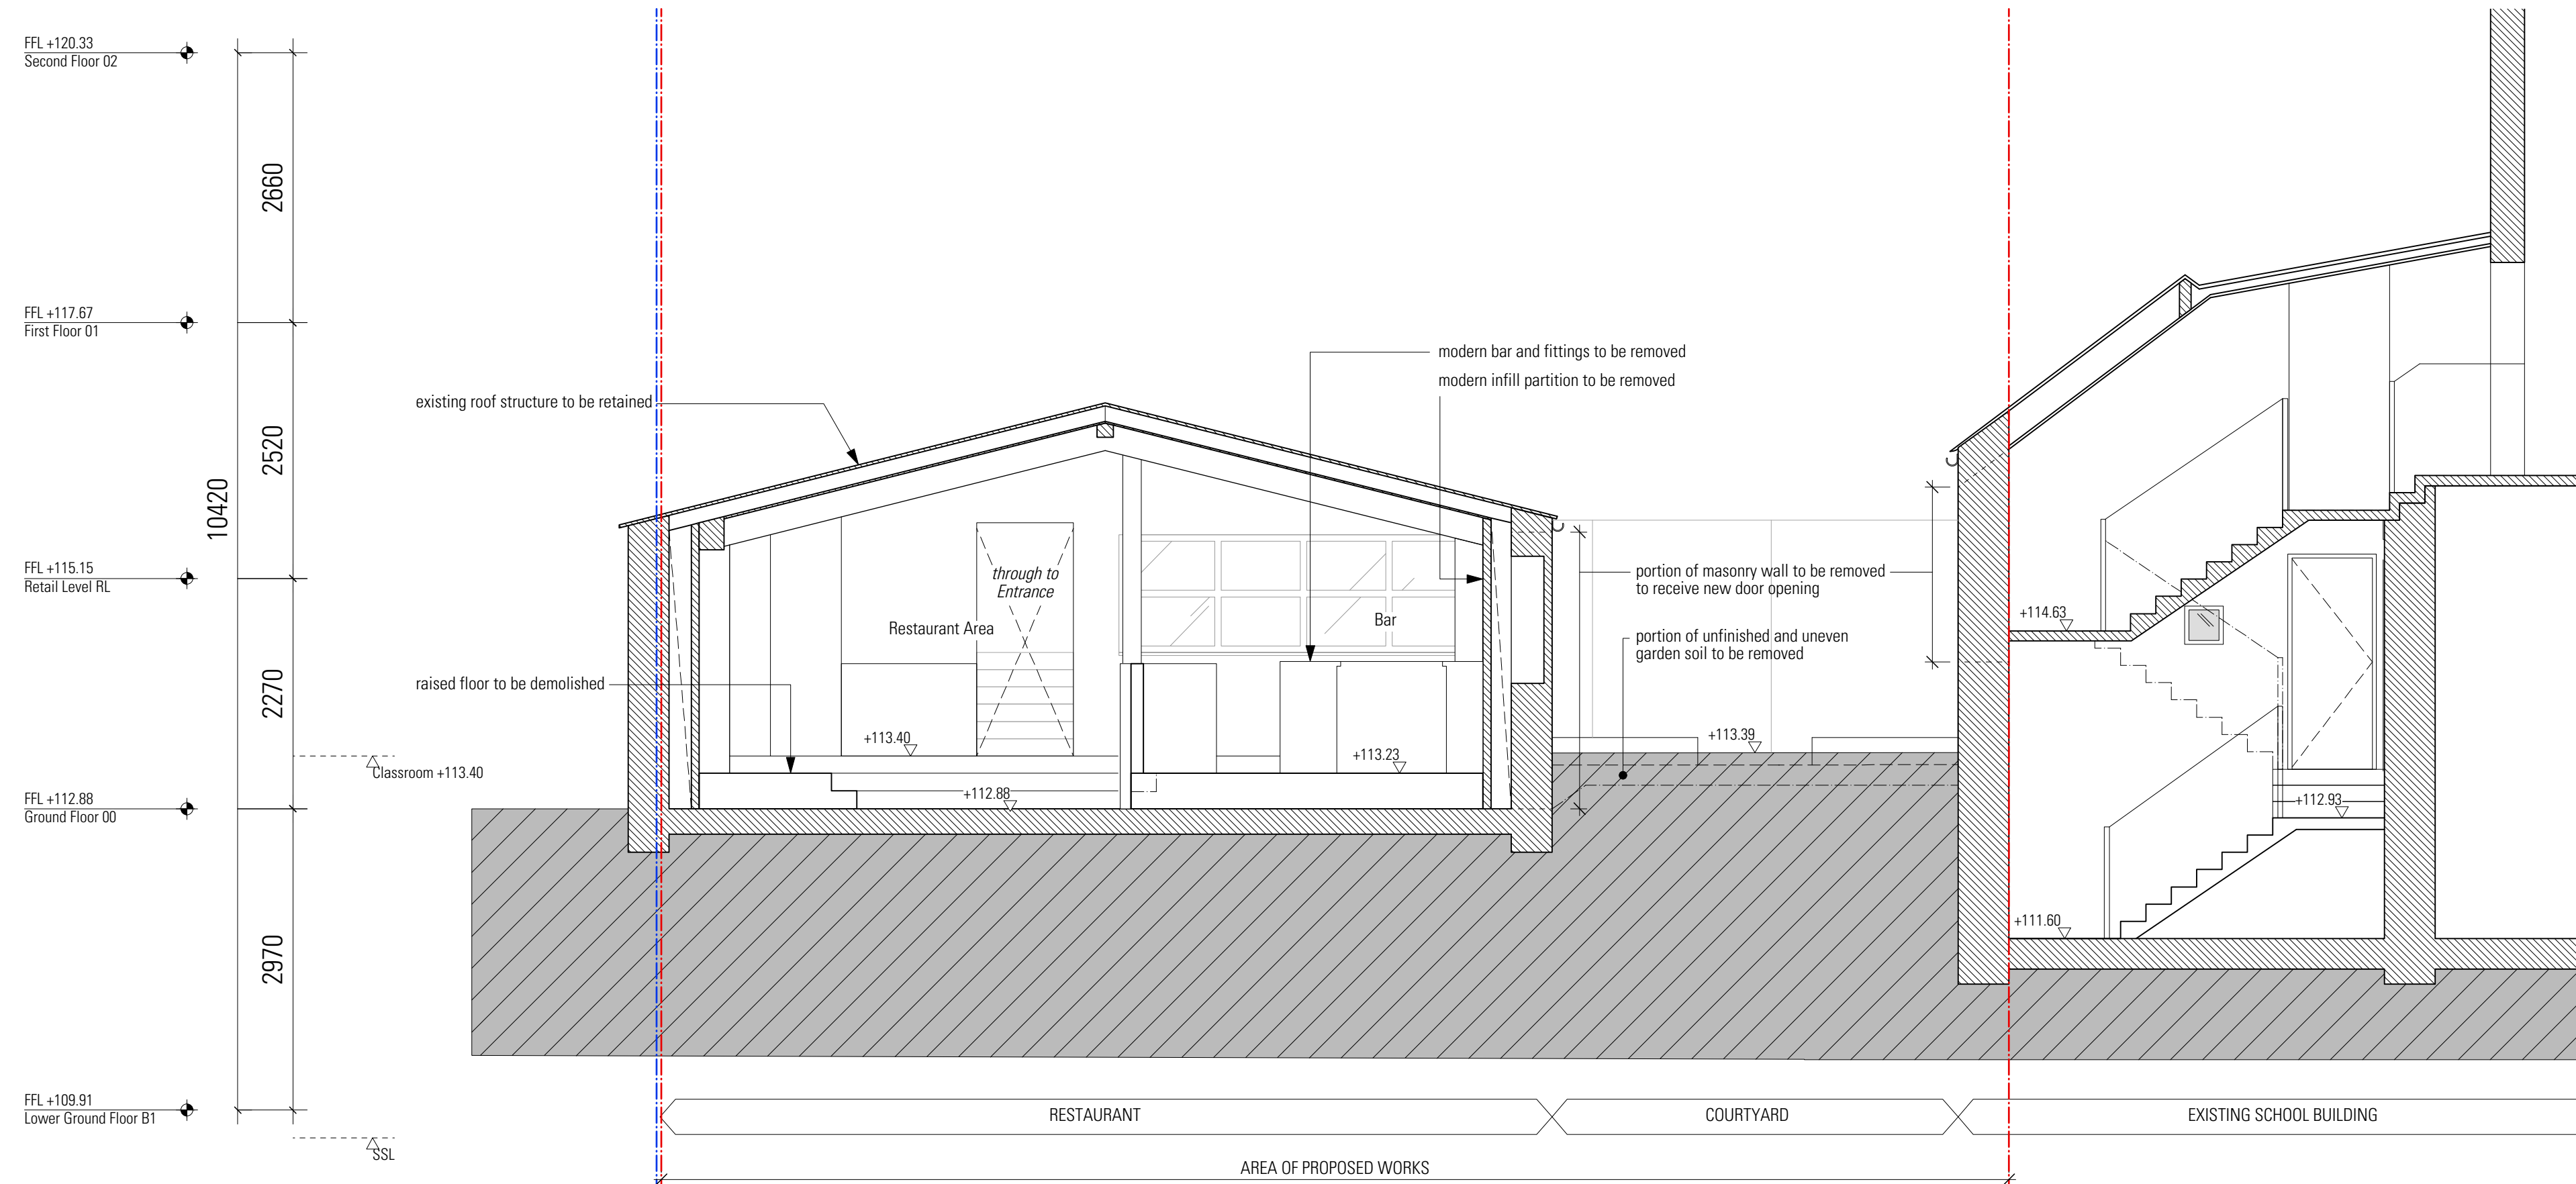 FFL +120.33
Second Floor 02
2660
FFL +117.67
First Floor 01
2520
10420
FFL +115.15
Retail Level RL
2270
Classroom +113.40
FFL +112.88
Ground Floor 00
2970
FFL +109.91
Lower Ground Floor B1
SSL
existing roof structure to be retained
raised floor to be demolished
modern bar and fittings to be removed
modern infill partition to be removed
through to
Entrance
Restaurant Area
Bar
+113.40
+113.23
+112.88
portion of masonry wall to be removed
to receive new door opening
portion of unfinished and uneven
garden soil to be removed
+113.39
+114.63
+112.93
+111.60
RESTAURANT
COURTYARD
EXISTING SCHOOL BUILDING
AREA OF PROPOSED WORKS